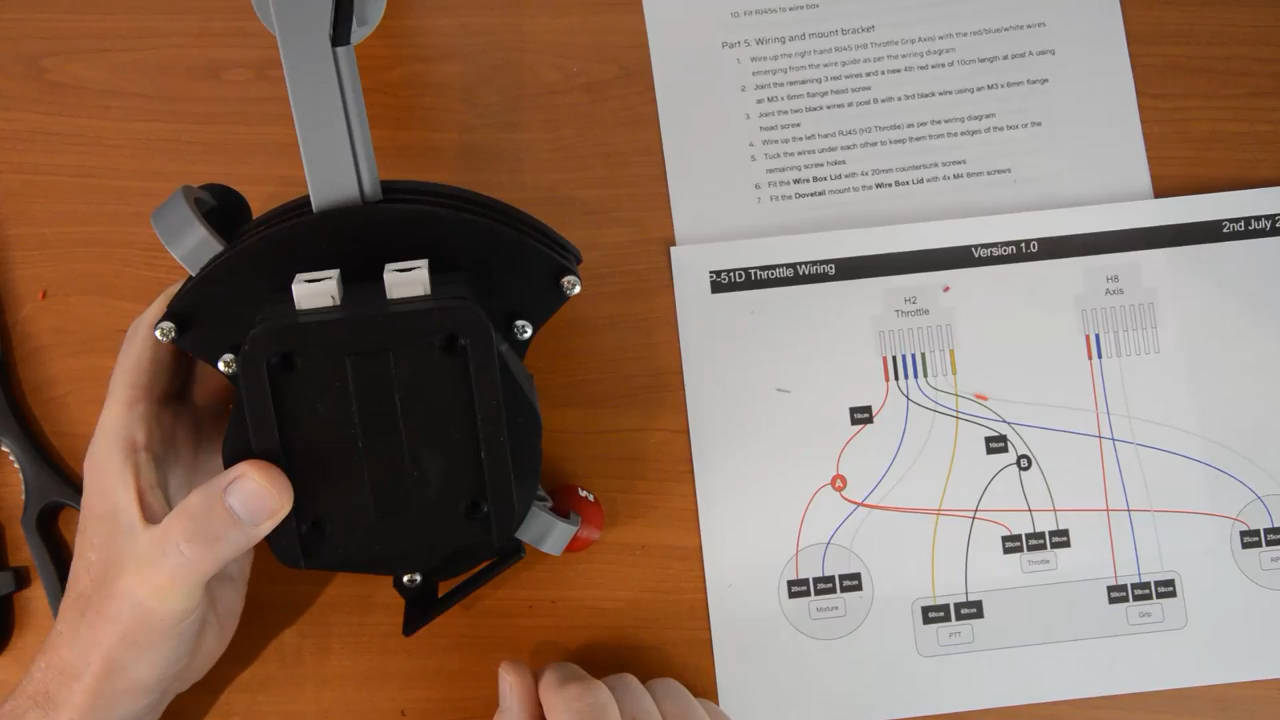 10. Fit RJ45s to wire box
Part 5: Wiring and mount bracket
1. Wire up the right hand RJ45 (H8 Throttle Grip Axis) with the red/blue/white wires
emerging from the wire guide as per the wiring diagram
2. Joint the remaining 3 red wires and a new 4th red wire of 10cm length at post A using
an M3 x 6mm flange head screw
3. Joint the two black wires at post B with a 3rd black wire using an M3 x 6mm flange
head screw
4. Wire up the left hand RJ45 (H2 Throttle) as per the wiring diagram
5. Tuck the wires under each other to keep them from the edges of the box or the
remaining screw holes
6. Fit the Wire Box Lid with 4x 20mm countersunk screws
7. Fit the Dovetail mount to the Wire Box Lid with 4x M4 8mm screws
P-51D Throttle Wiring Version 1.0 2nd July 2
H2
Throttle
H8
Axis
10cm
10cm
B
A
20cm 20cm 20cm
Mixture
20cm 20cm 20cm
Throttle
25cm 25cm
RP
60cm 60cm
PTT
50cm 50cm 50cm
Grip